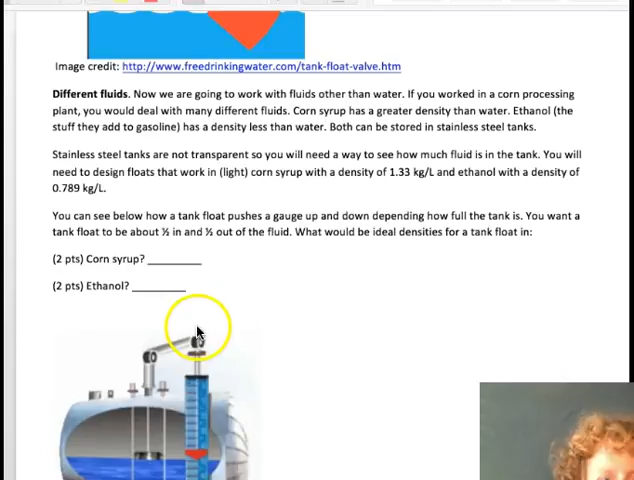 Image credit: http://www.freedrinkingwater.com/tank-float-valve.htm
Different fluids. Now we are going to work with fluids other than water. If you worked in a corn processing
plant, you would deal with many different fluids. Corn syrup has a greater density than water. Ethanol (the
stuff they add to gasoline) has a density less than water. Both can be stored in stainless steel tanks.
Stainless steel tanks are not transparent so you will need a way to see how much fluid is in the tank. You will
need to design floats that work in (light) corn syrup with a density of 1.33 kg/L and ethanol with a density of
0.789 kg/L.
You can see below how a tank float pushes a gauge up and down depending how full the tank is. You want a
tank float to be about ½ in and ½ out of the fluid. What would be ideal densities for a tank float in:
(2 pts) Corn syrup? _________
(2 pts) Ethanol? _________